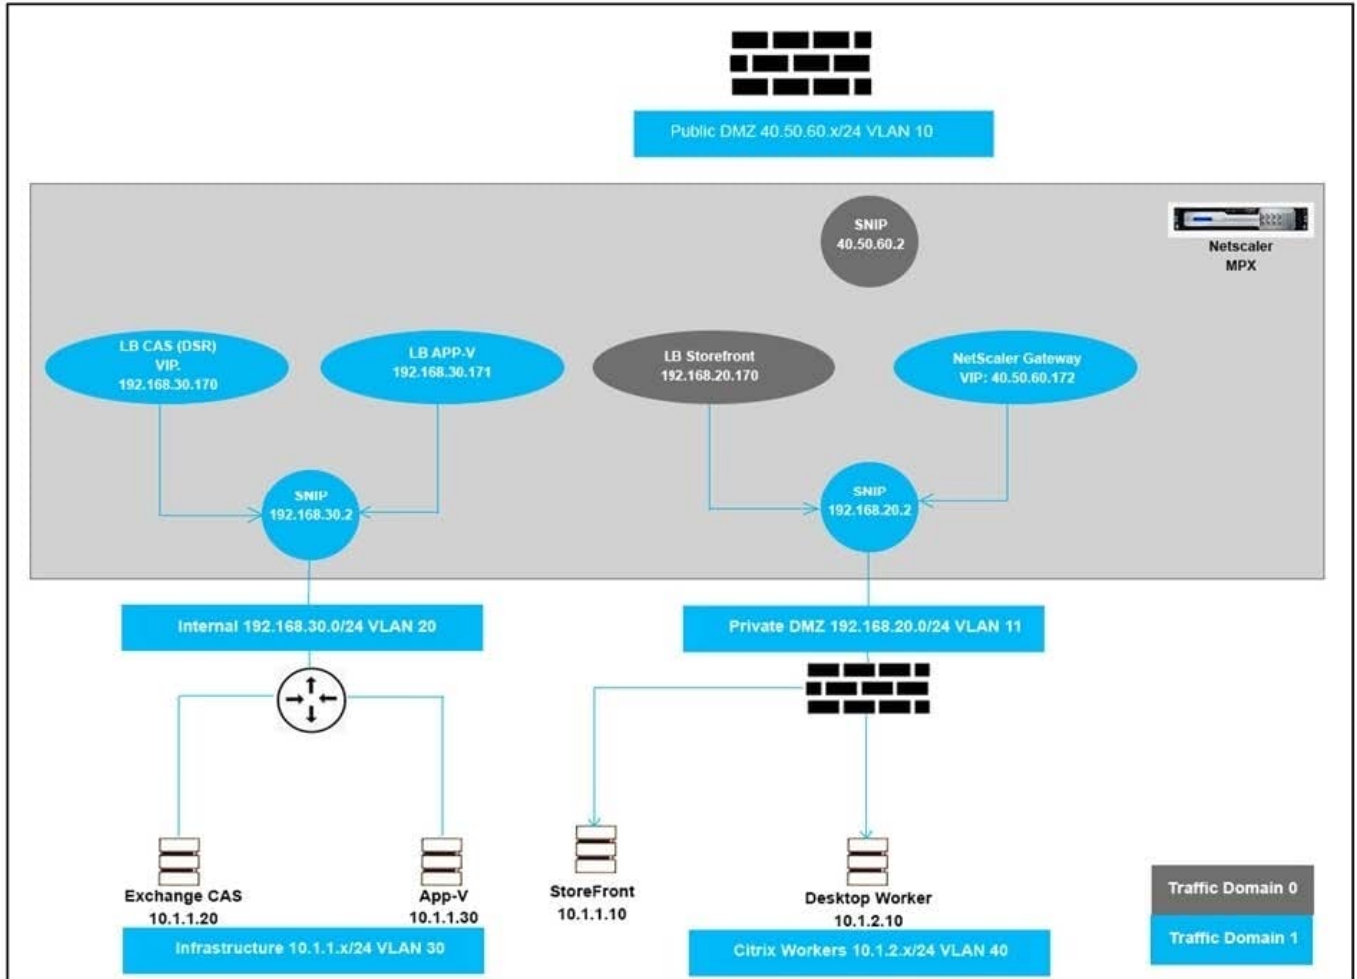 Public DMZ 40.50.60.x/24 VLAN 10
SNIP
40.50.60.2
Netscaler
MPX
LB CAS (DSR)
VIP.
192.168.30.170
LB APP-V
192.168.30.171
LB Storefront
192.168.20.170
NetScaler Gateway
VIP: 40.50.60.172
SNIP
192.168.30.2
SNIP
192.168.20.2
Internal 192.168.30.0/24 VLAN 20
Private DMZ 192.168.20.0/24 VLAN 11
Exchange CAS
10.1.1.20
App-V
10.1.1.30
StoreFront
10.1.1.10
Desktop Worker
10.1.2.10
Infrastructure 10.1.1.x/24 VLAN 30
Citrix Workers 10.1.2.x/24 VLAN 40
Traffic Domain 0
Traffic Domain 1